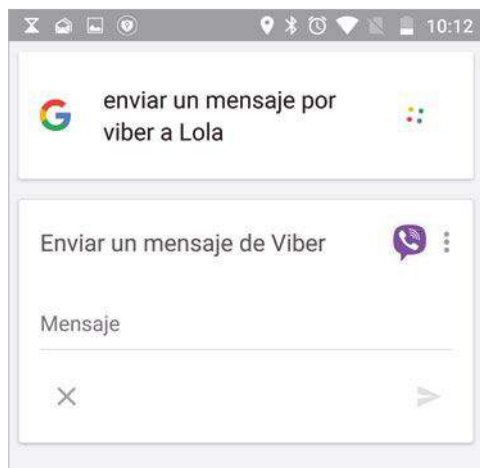 10:12
enviar un mensaje por
viber a Lola
Enviar un mensaje de Viber
Mensaje